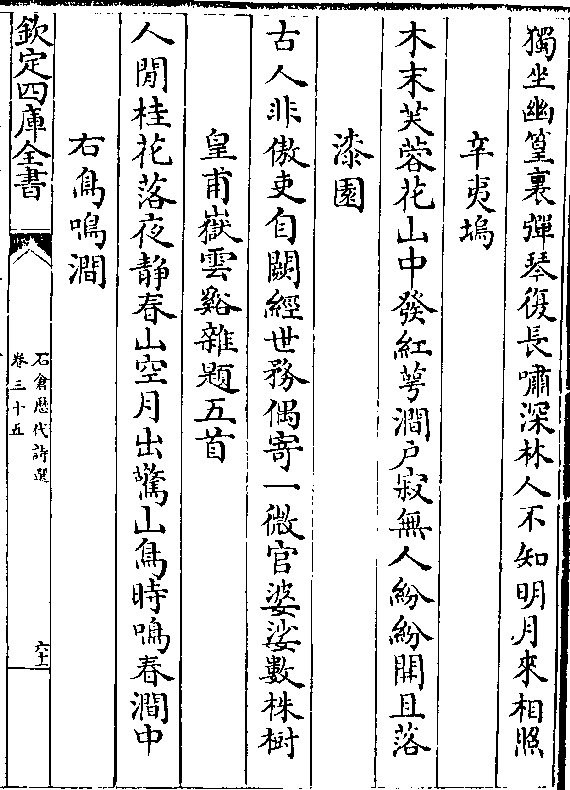 獨坐幽篁裏彈琴復長嘯深林人不知明月來相照
辛夷塢
木末芙蓉花山中發紅萼澗户寂無人紛紛開且落
漆園
古人非傲吏自闕經世務偶寄一微官婆娑數株樹
皇甫嶽雲谿雜題五首
人閒桂花落夜靜春山空月出驚山鳥時鳴春澗中
右鳥鳴澗
欽定四庫全書
石倉歷代詩選
卷三十五
六十二